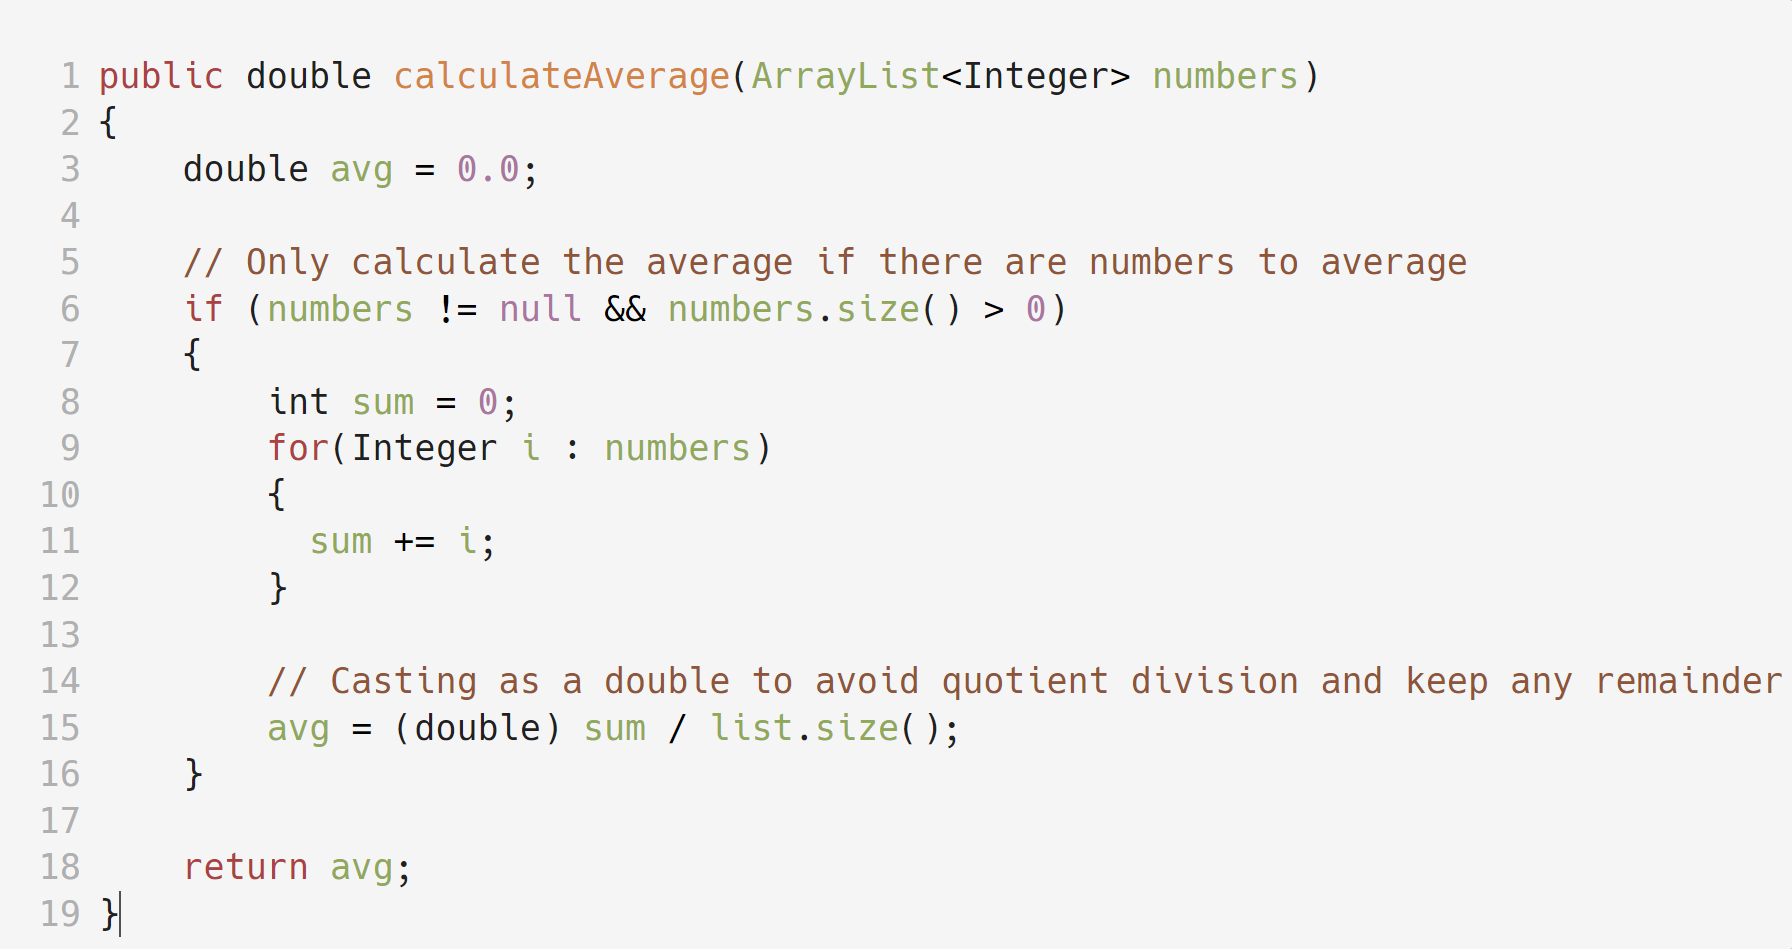 1 public double calculateAverage(ArrayList<Integer> numbers)
2 {
3     double avg = 0.0;
4
5     // Only calculate the average if there are numbers to average
6     if (numbers != null && numbers.size() > 0)
7     {
8         int sum = 0;
9         for(Integer i : numbers)
10         {
11           sum += i;
12         }
13
14         // Casting as a double to avoid quotient division and keep any remainder
15         avg = (double) sum / list.size();
16     }
17
18     return avg;
19 }